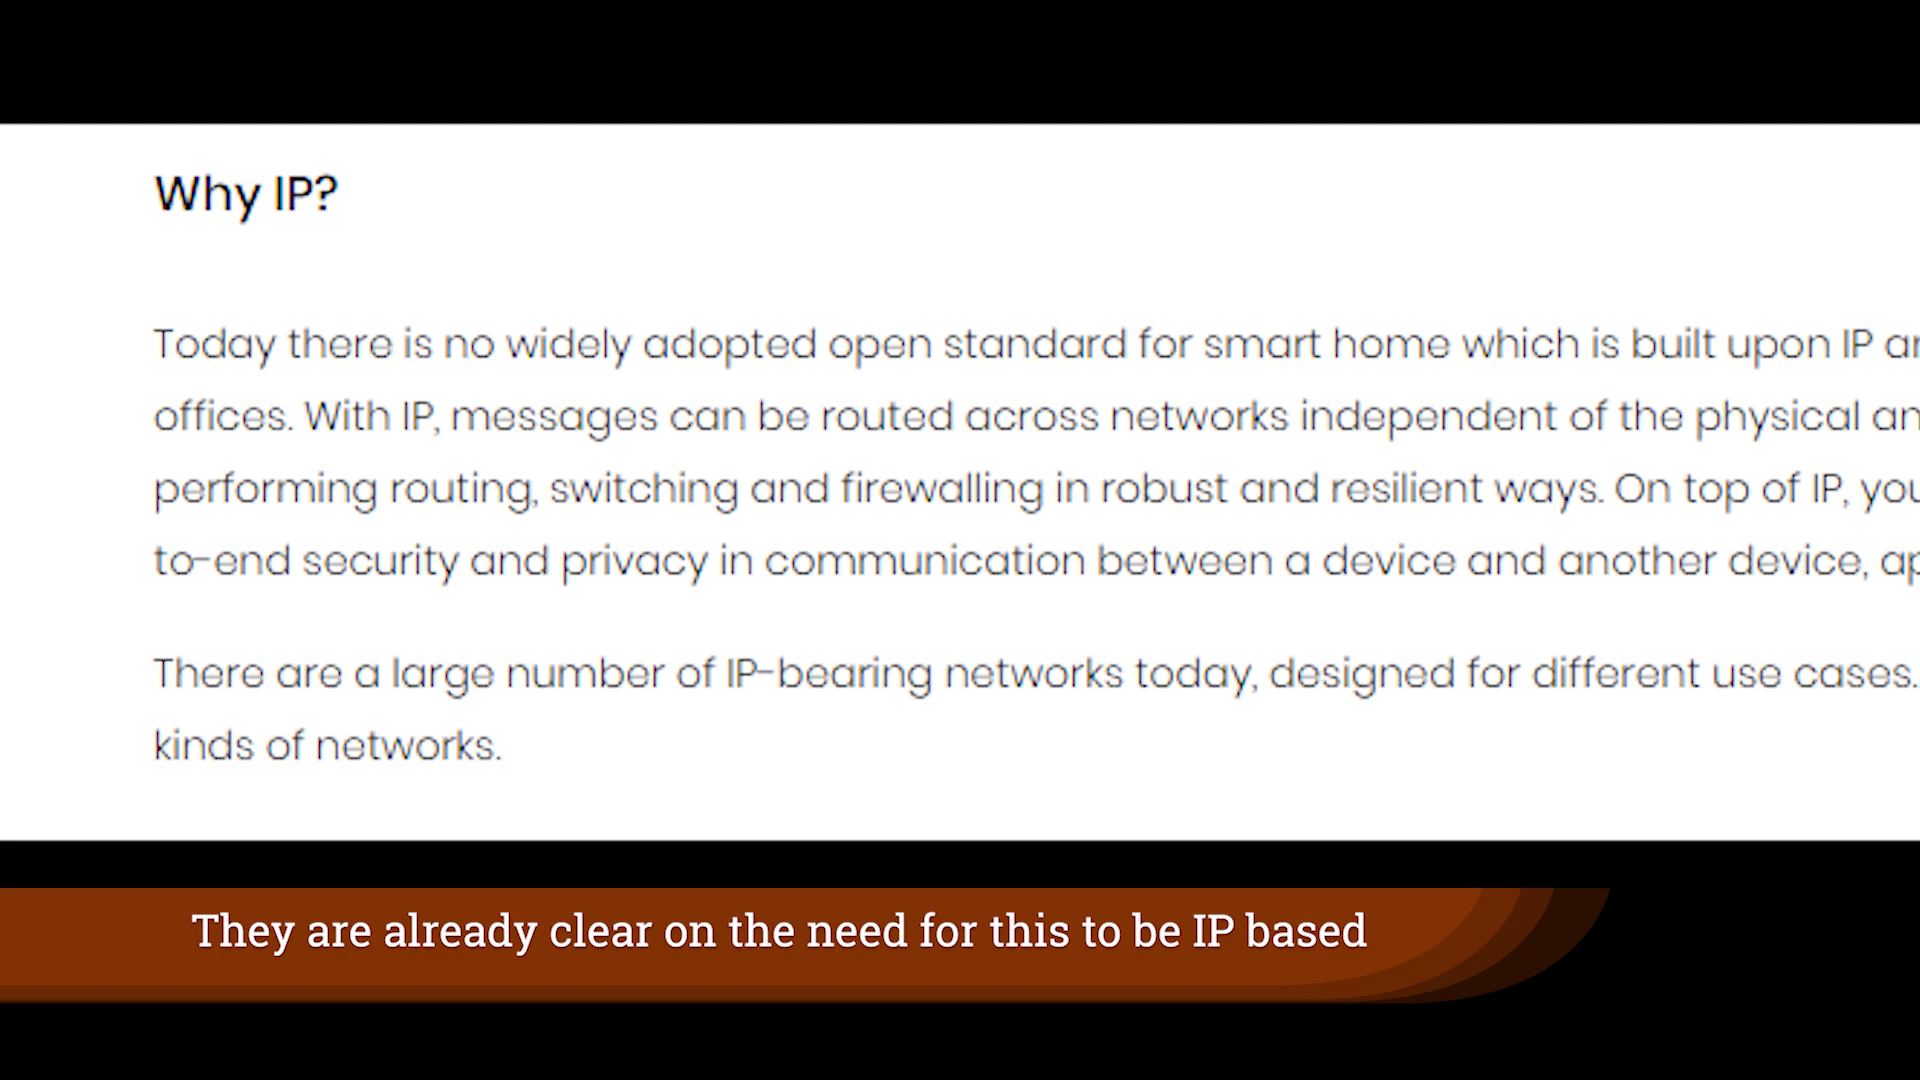 Why IP?
Today there is no widely adopted open standard for smart home which is built upon IP
offices. With IP, messages can be routed across networks independent of the physical
performing routing, switching and firewalling in robust and resilient ways. On top of IP,
to-end security and privacy in communication between a device and another device,
There are a large number of IP-bearing networks today, designed for different use cases.
kinds of networks.
They are already clear on the need for this to be IP based